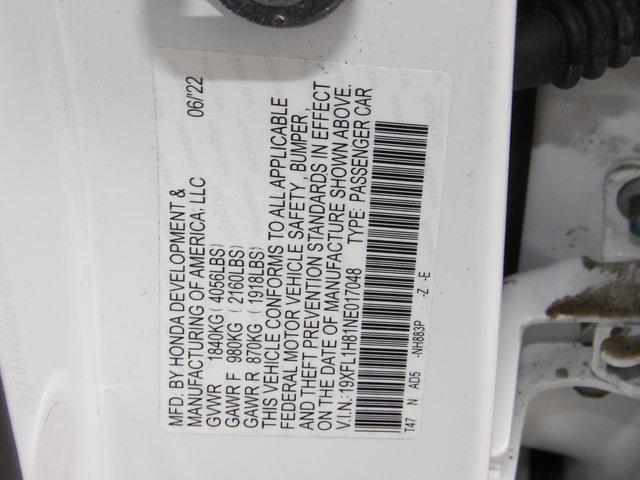 MFD. BY HONDA DEVELOPMENT & 06/'22
MANUFACTURING OF AMERICA, LLC
GVWR 1840KG ( 4056LBS)
GAWR F 980KG ( 2160LBS)
GAWR R 870KG ( 1918LBS)
THIS VEHICLE CONFORMS TO ALL APPLICABLE
FEDERAL MOTOR VEHICLE SAFETY, BUMPER,
AND THEFT PREVENTION STANDARDS IN EFFECT
ON THE DATE OF MANUFACTURE SHOWN ABOVE.
V.I.N.:19XFL1H81NE017048 TYPE: PASSENGER CAR
T47 N AD5 -NH883P -Z -E